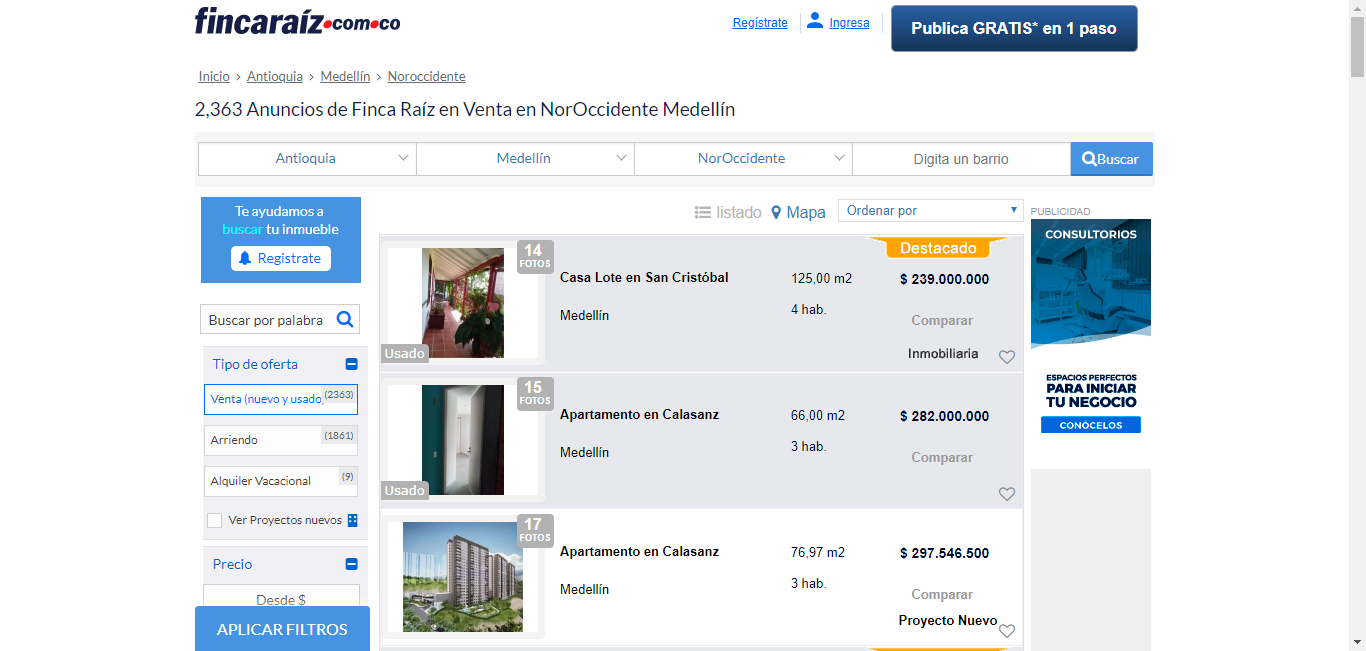 fincaraíz•com•co
Regístrate
Ingresa
Publica GRATIS* en 1 paso
Inicio › Antioquia › Medellín › Noroccidente
2,363 Anuncios de Finca Raíz en Venta en NorOccidente Medellín
Antioquia
Medellín
NorOccidente
Digita un barrio
Buscar
Te ayudamos a
buscar tu inmueble
Registrate
Buscar por palabra
Tipo de oferta
Venta (nuevo y usado)
(2363)
Arriendo
(1861)
Alquiler Vacacional
(9)
Ver Proyectos nuevos
Precio
Desde $
APLICAR FILTROS
listado
Mapa
Ordenar por
14
FOTOS
Usado
Casa Lote en San Cristóbal
Medellín
125,00 m2
4 hab.
Destacado
$ 239.000.000
Comparar
Inmobiliaria
15
FOTOS
Usado
Apartamento en Calasanz
Medellín
66,00 m2
3 hab.
$ 282.000.000
Comparar
17
FOTOS
Apartamento en Calasanz
Medellín
76,97 m2
3 hab.
$ 297.546.500
Comparar
Proyecto Nuevo
PUBLICIDAD
CONSULTORIOS
ESPACIOS PERFECTOS
PARA INICIAR
TU NEGOCIO
CONÓCELOS